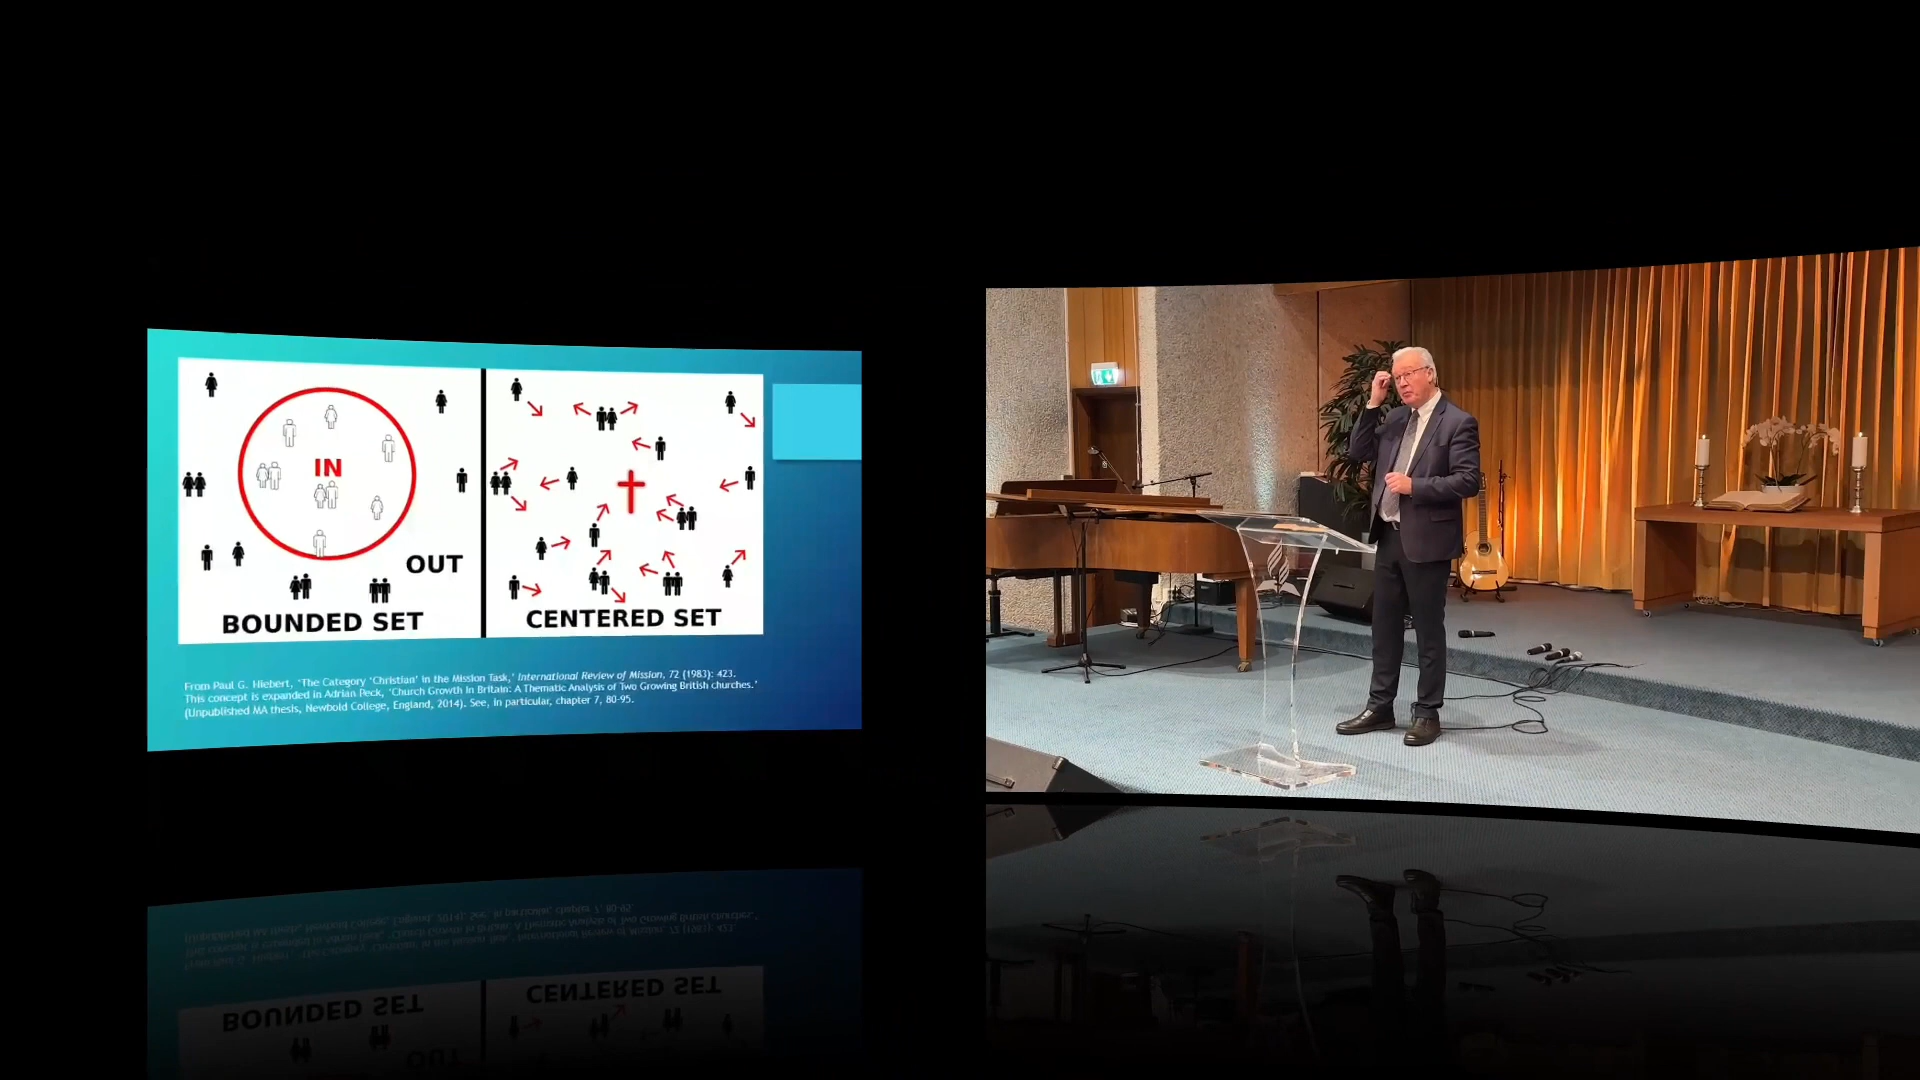 IN
OUT
BOUNDED SET
CENTERED SET
From Paul G. Hiebert, ‘The Category ‘Christian’ in the Mission Task,’ International Review of Mission, 72 (1983): 423.
This concept is expanded in Adrian Peck, ‘Church Growth in Britain: A Thematic Analysis of Two Growing British churches.’
(Unpublished MA thesis, Newbold College, England, 2014). See, in particular, chapter 7, 80-95.